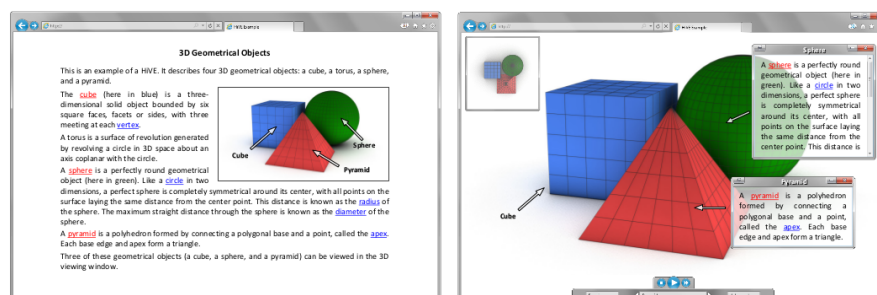 HiVE Example
3D Geometrical Objects
This is an example of a HiVE. It describes four 3D geometrical objects: a cube, a torus, a sphere,
and a pyramid.
The cube (here in blue) is a three-
dimensional solid object bounded by six
square faces, facets or sides, with three
meeting at each vertex.
A torus is a surface of revolution generated
by revolving a circle in 3D space about an
axis coplanar with the circle.
A sphere is a perfectly round geometrical
object (here in green). Like a circle in two
dimensions, a perfect sphere is completely symmetrical around its center, with all points on the
surface laying the same distance from the center point. This distance is known as the radius of
the sphere. The maximum straight distance through the sphere is known as the diameter of the
sphere.
A pyramid is a polyhedron formed by connecting a polygonal base and a point, called the apex.
Each base edge and apex form a triangle.
Three of these geometrical objects (a cube, a sphere, and a pyramid) can be viewed in the 3D
viewing window.
Cube
Sphere
Pyramid
HiVE Example
Sphere
A sphere is a perfectly round
geometrical object (here in
green). Like a circle in two
dimensions, a perfect sphere
is completely symmetrical
around its center, with all
points on the surface laying
the same distance from the
center point. This distance is
Pyramid
A pyramid is a polyhedron
formed by connecting a
polygonal base and a point,
called the apex. Each base
edge and apex form a triangle.
Cube